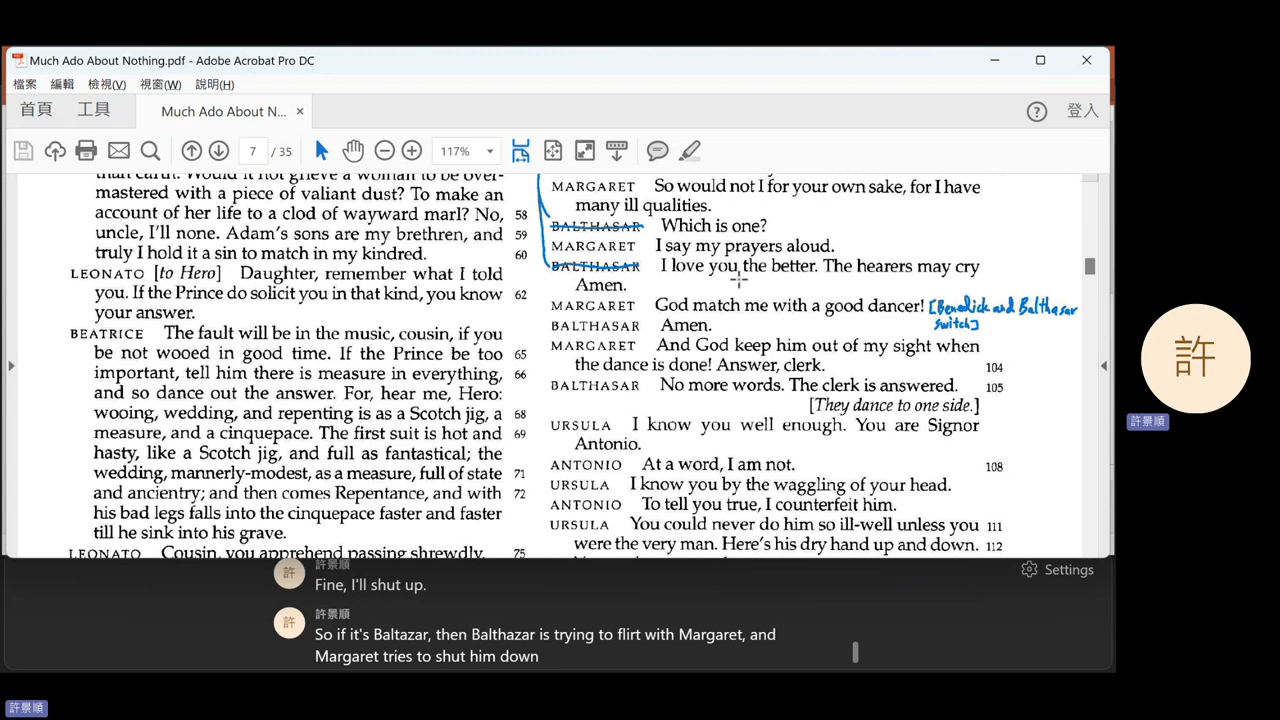 Much Ado About Nothing.pdf - Adobe Acrobat Pro DC
檔案 編輯 檢視(V) 視窗(W) 說明(H)
首頁 工具 Much Ado About N... × ? 登入
7 / 35 117%
than earth. Would it not grieve a woman to be over-
mastered with a piece of valiant dust? To make an
account of her life to a clod of wayward marl? No, 58
uncle, I'll none. Adam's sons are my brethren, and 59
truly I hold it a sin to match in my kindred. 60
LEONATO [to Hero] Daughter, remember what I told
you. If the Prince do solicit you in that kind, you know 62
your answer.
BEATRICE The fault will be in the music, cousin, if you
be not wooed in good time. If the Prince be too 65
important, tell him there is measure in everything, 66
and so dance out the answer. For, hear me, Hero:
wooing, wedding, and repenting is as a Scotch jig, a 68
measure, and a cinquepace. The first suit is hot and 69
hasty, like a Scotch jig, and full as fantastical; the
wedding, mannerly-modest, as a measure, full of state 71
and ancientry; and then comes Repentance, and with 72
his bad legs falls into the cinquepace faster and faster
till he sink into his grave.
LEONATO Cousin, you apprehend passing shrewdly. 75
MARGARET So would not I for your own sake, for I have
many ill qualities.
BALTHASAR Which is one?
MARGARET I say my prayers aloud.
BALTHASAR I love you the better. The hearers may cry
Amen.
MARGARET God match me with a good dancer! [Benedick and Balthasar
switch]
BALTHASAR Amen.
MARGARET And God keep him out of my sight when
the dance is done! Answer, clerk. 104
BALTHASAR No more words. The clerk is answered. 105
[They dance to one side.]
URSULA I know you well enough. You are Signor
Antonio.
ANTONIO At a word, I am not. 108
URSULA I know you by the waggling of your head.
ANTONIO To tell you true, I counterfeit him.
URSULA You could never do him so ill-well unless you 111
were the very man. Here's his dry hand up and down. 112
許
許景順
許 許景順
Fine, I'll shut up.
許 許景順
So if it's Baltazar, then Balthazar is trying to flirt with Margaret, and
Margaret tries to shut him down
Settings
許景順